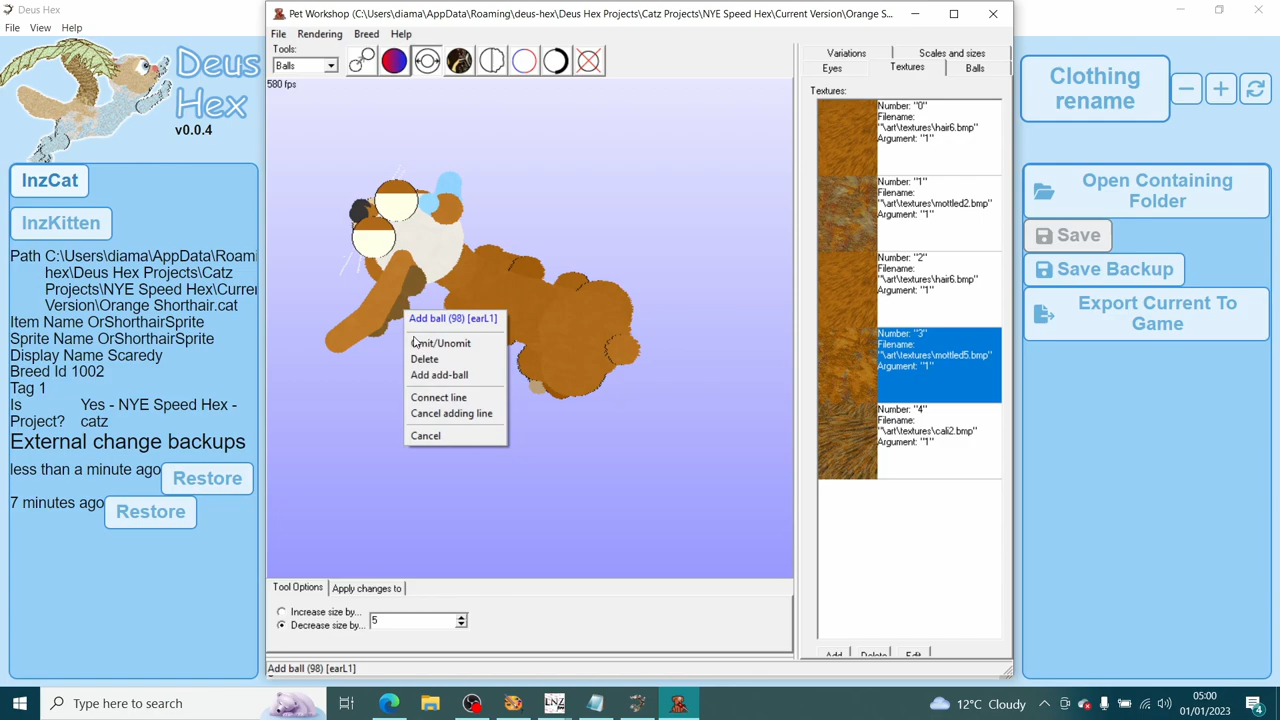 Deus Hex
File View Help
Deus
Hex
v0.0.4
InzCat
InzKitten
Path C:\Users\diama\AppData\Roam
hex\Deus Hex Projects\Catz
Projects\NYE Speed Hex\Curre
Version\Orange Shorthair.cat
Item Name OrShorthairSprite
Sprite Name OrShorthairSprite
Display Name Scaredy
Breed Id 1002
Tag 1
Is Yes - NYE Speed Hex -
Project? catz
External change backups
less than a minute ago Restore
7 minutes ago Restore
Pet Workshop (C:\Users\diama\AppData\Roaming\deus-hex\Deus Hex Projects\Catz Projects\NYE Speed Hex\Current Version\Orange S...
File Rendering Breed Help
Tools:
Balls
580 fps
Add ball (98) [earL1]
Omit/Unomit
Delete
Add add-ball
Connect line
Cancel adding line
Cancel
Tool Options Apply changes to
Increase size by...
Decrease size by... 5
Add ball (98) [earL1]
Variations Scales and sizes
Eyes Textures Balls
Textures:
Number: "0"
Filename:
"\art\textures\hair6.bmp"
Argument: "1"
Number: "1"
Filename:
"\art\textures\mottled2.bmp"
Argument: "1"
Number: "2"
Filename:
"\art\textures\hair6.bmp"
Argument: "1"
Number: "3"
Filename:
"\art\textures\mottled5.bmp"
Argument: "1"
Number: "4"
Filename:
"\art\textures\cali2.bmp"
Argument: "1"
Add Delete Edit
Clothing
rename
Open Containing
Folder
Save
Save Backup
Export Current To
Game
Type here to search
LNZ
12°C Cloudy
05:00
01/01/2023
4